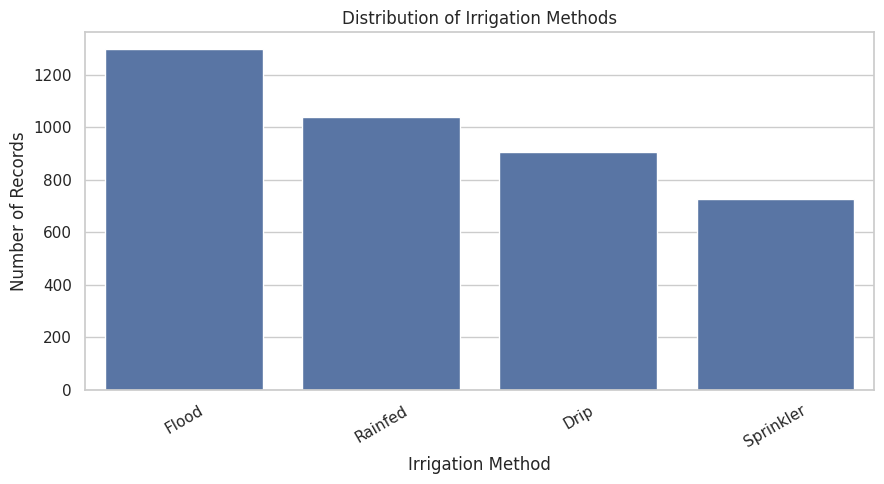 Distribution of Irrigation Methods
Number of Records
1200
1000
800
600
400
200
0
Flood
Rainfed
Drip
Sprinkler
Irrigation Method